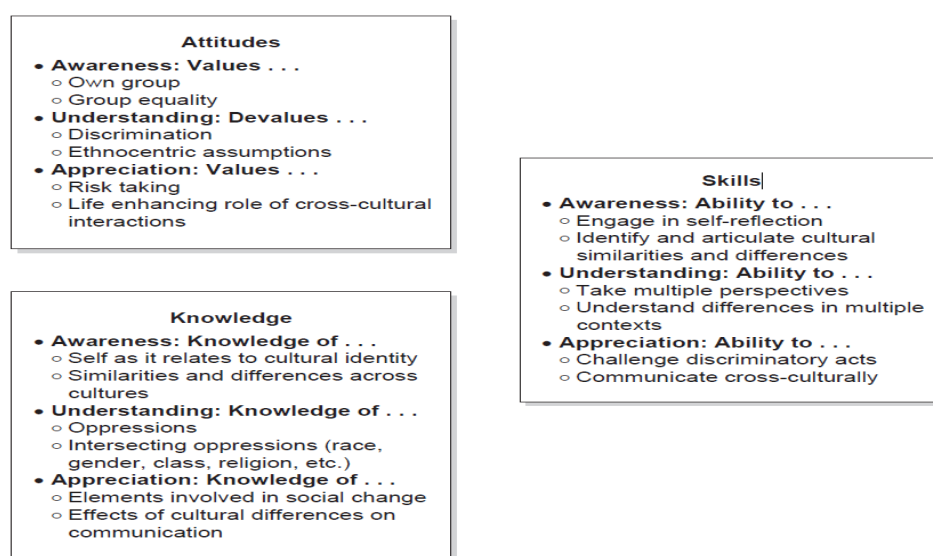 Attitudes
• Awareness: Values . . .
○ Own group
○ Group equality
• Understanding: Devalues . . .
○ Discrimination
○ Ethnocentric assumptions
• Appreciation: Values . . .
○ Risk taking
○ Life enhancing role of cross-cultural
interactions
Knowledge
• Awareness: Knowledge of . . .
○ Self as it relates to cultural identity
○ Similarities and differences across
cultures
• Understanding: Knowledge of . . .
○ Oppressions
○ Intersecting oppressions (race,
gender, class, religion, etc.)
• Appreciation: Knowledge of . . .
○ Elements involved in social change
○ Effects of cultural differences on
communication
Skills
• Awareness: Ability to . . .
○ Engage in self-reflection
○ Identify and articulate cultural
similarities and differences
• Understanding: Ability to . . .
○ Take multiple perspectives
○ Understand differences in multiple
contexts
• Appreciation: Ability to . . .
○ Challenge discriminatory acts
○ Communicate cross-culturally